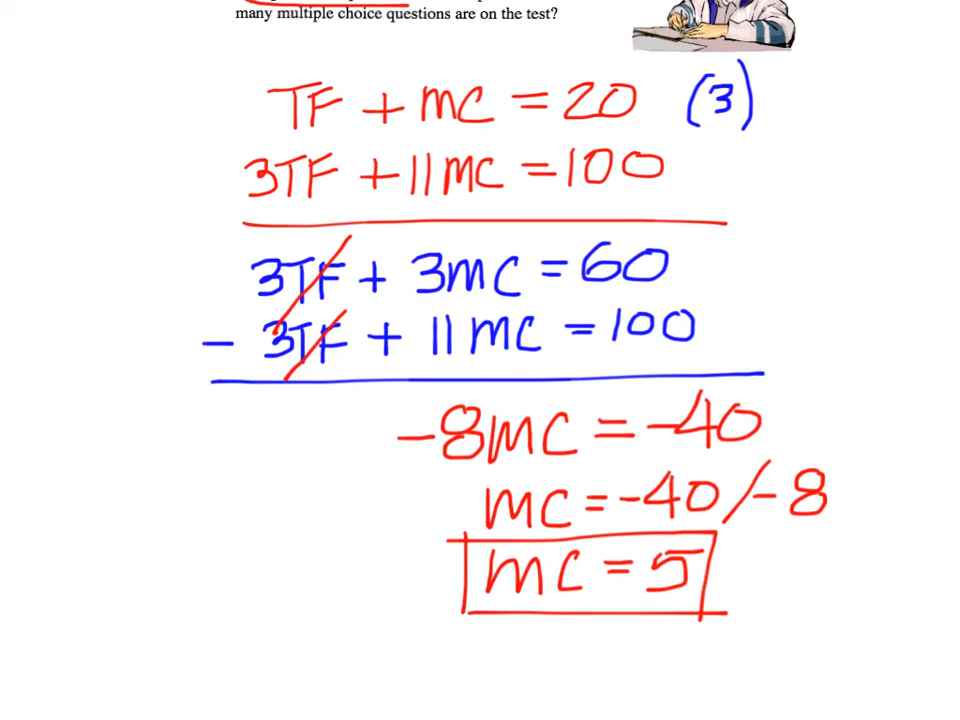 many multiple choice questions are on the test?
TF + MC = 20 (3)
3TF + 11MC = 100
3TF + 3MC = 60
- 3TF + 11MC = 100
-8MC = -40
MC = -40/-8
MC = 5